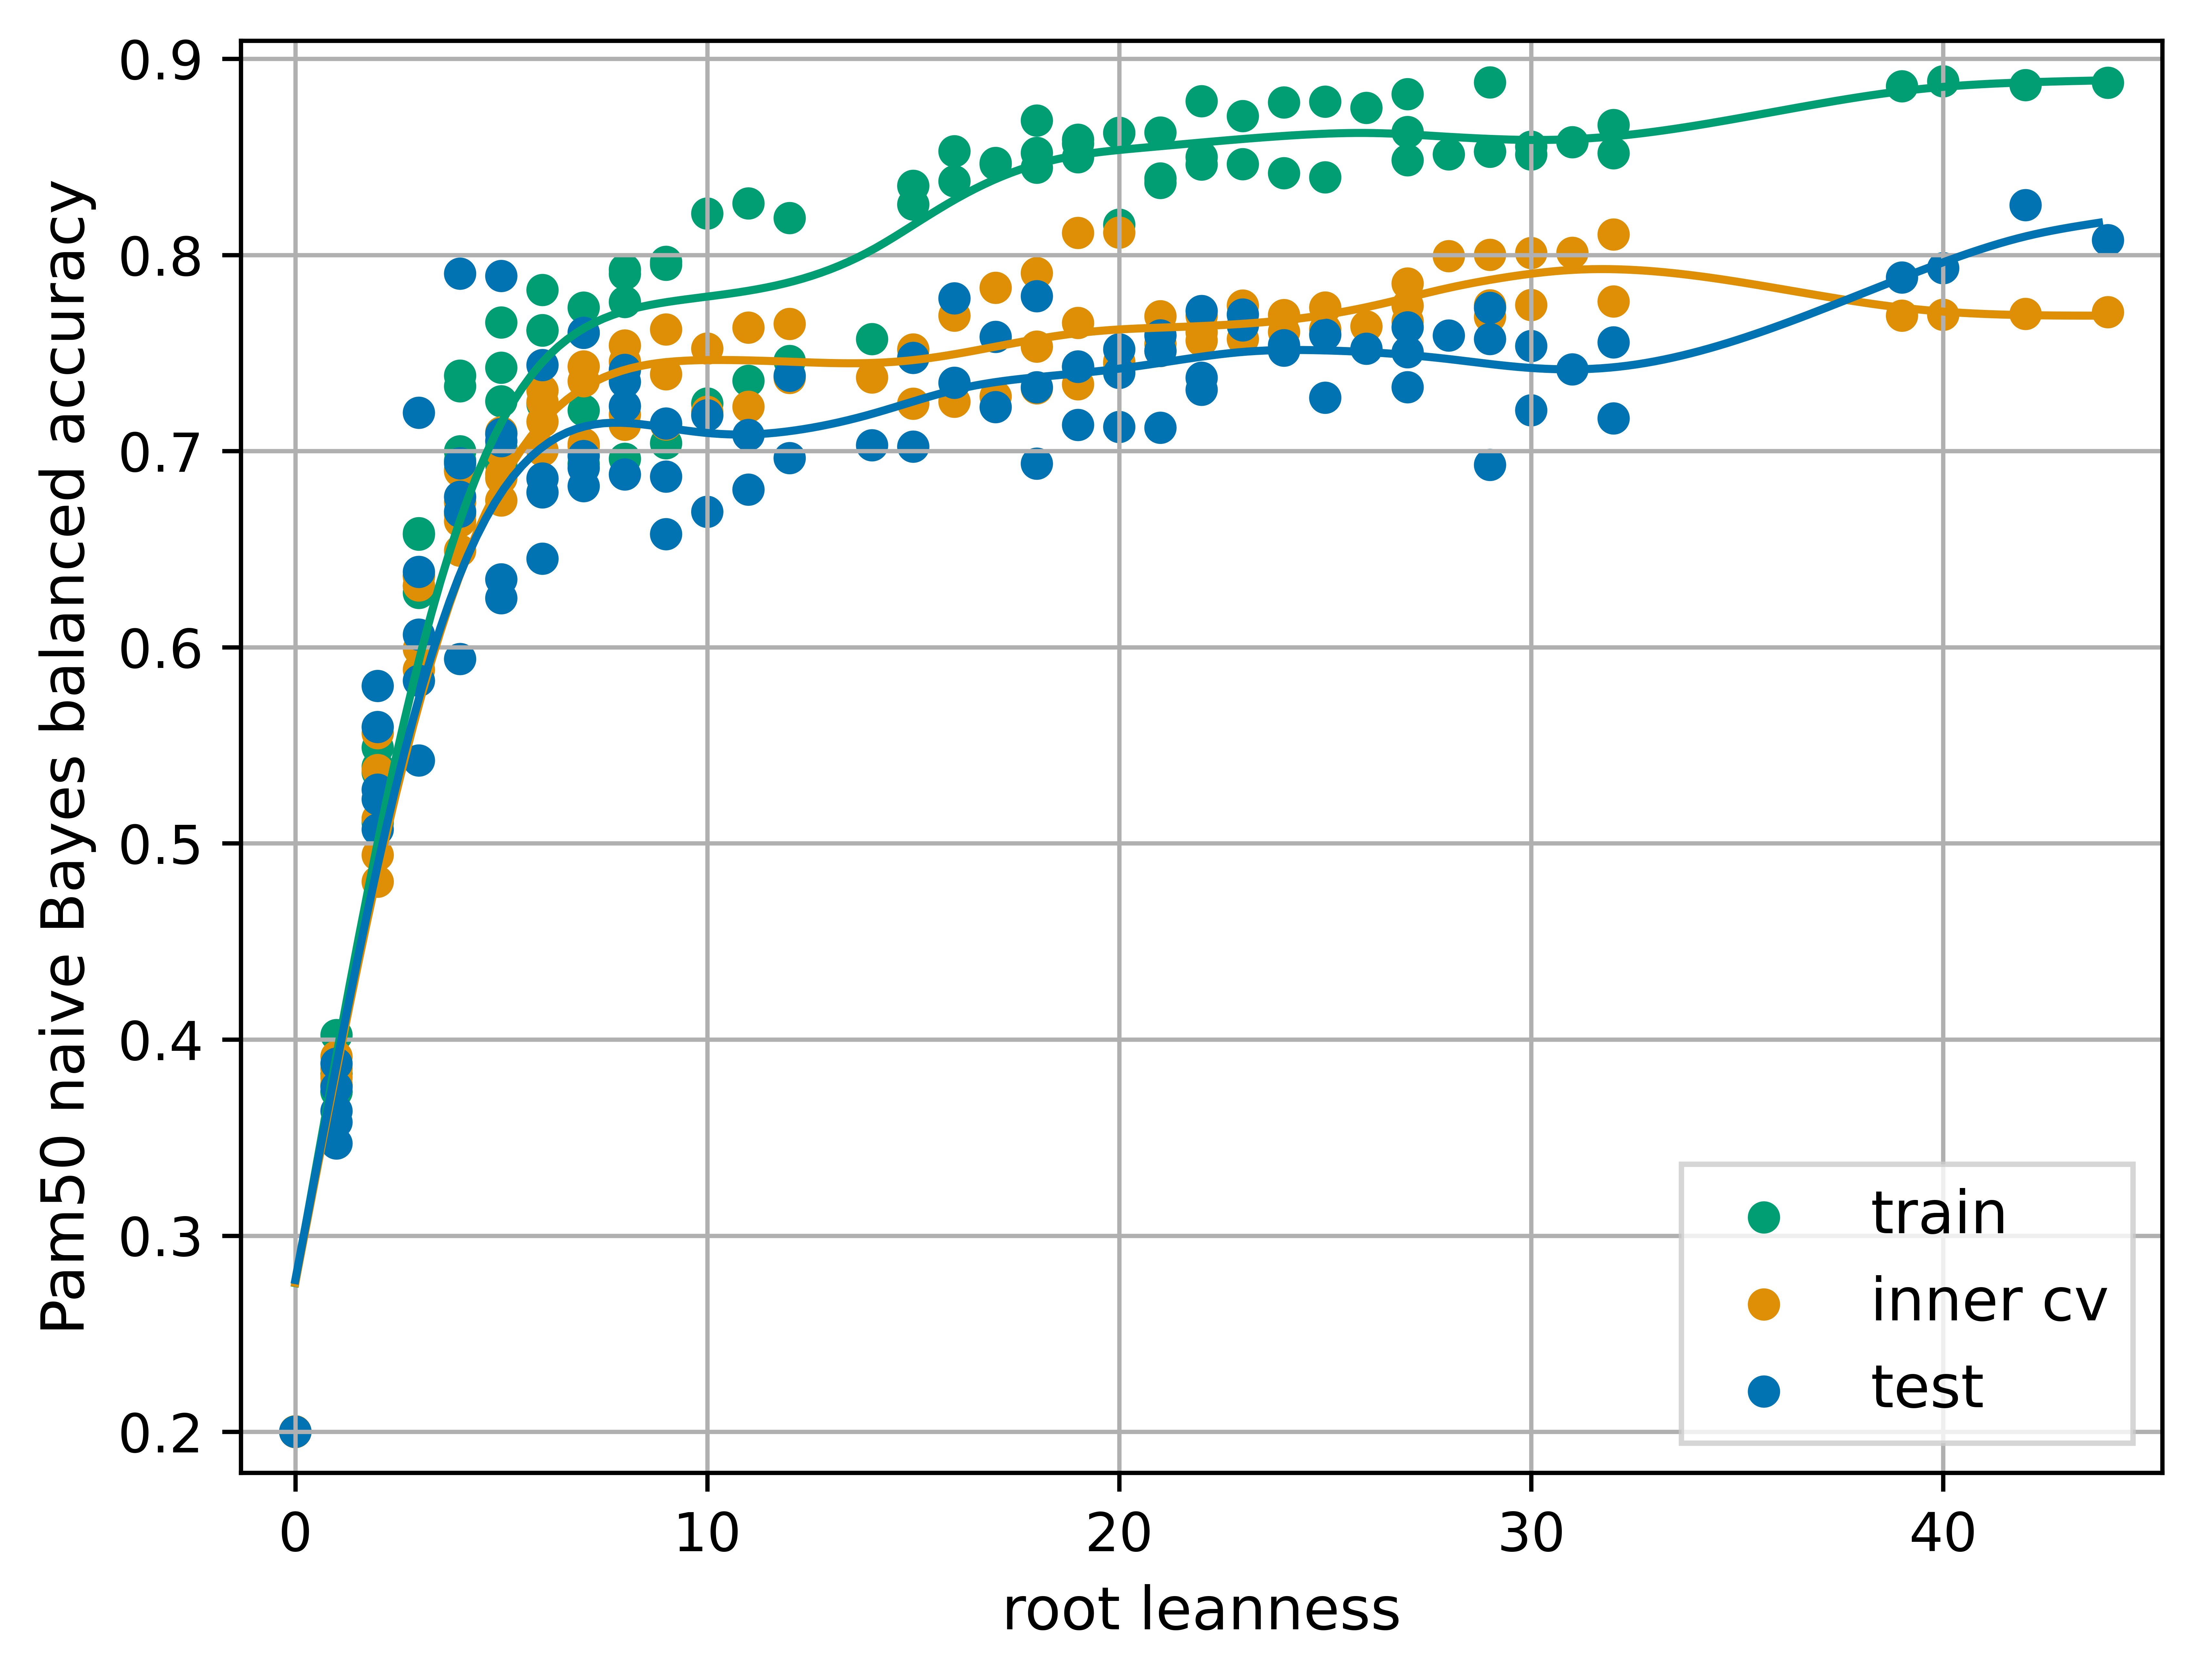 0.9
0.8
0.7
0.6
0.5
0.4
0.3
0.2
Pam50 naive Bayes balanced accuracy
train
inner cv
test
0 10 20 30 40
root leanness